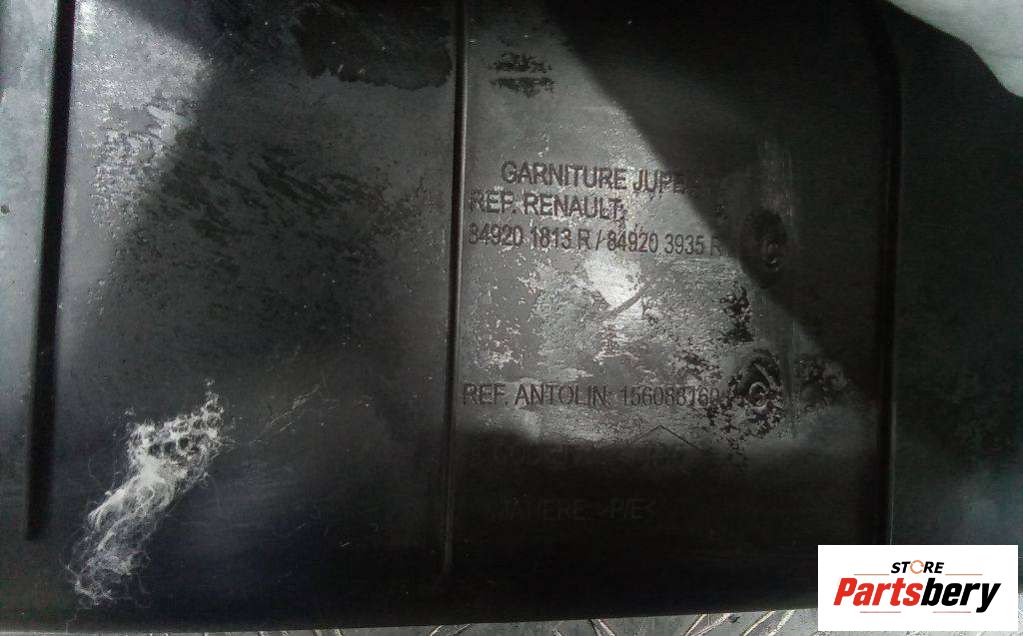 GARNITURE JUPE
REF. RENAULT:
84920 1813 R / 84920 3935 R
REF. ANTOLIN:
STORE
Partsbery